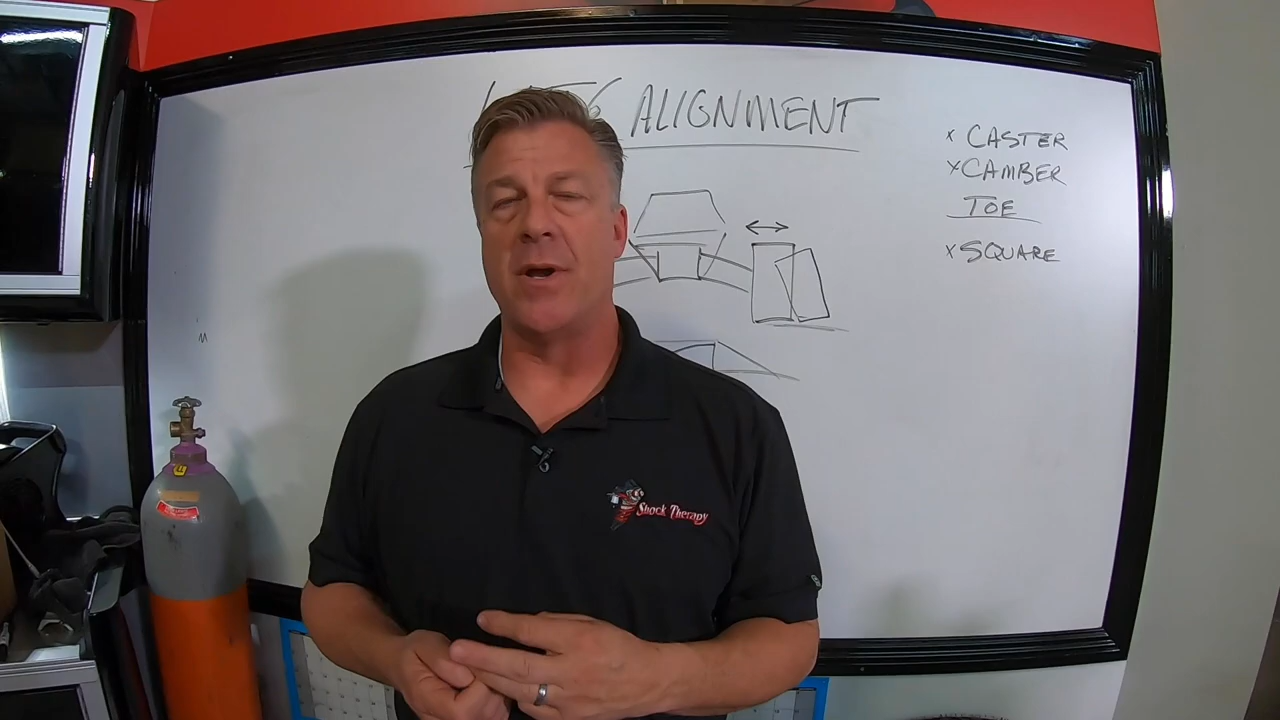 ALIGNMENT
× CASTER
× CAMBER
TOE
× SQUARE
Shock Therapy